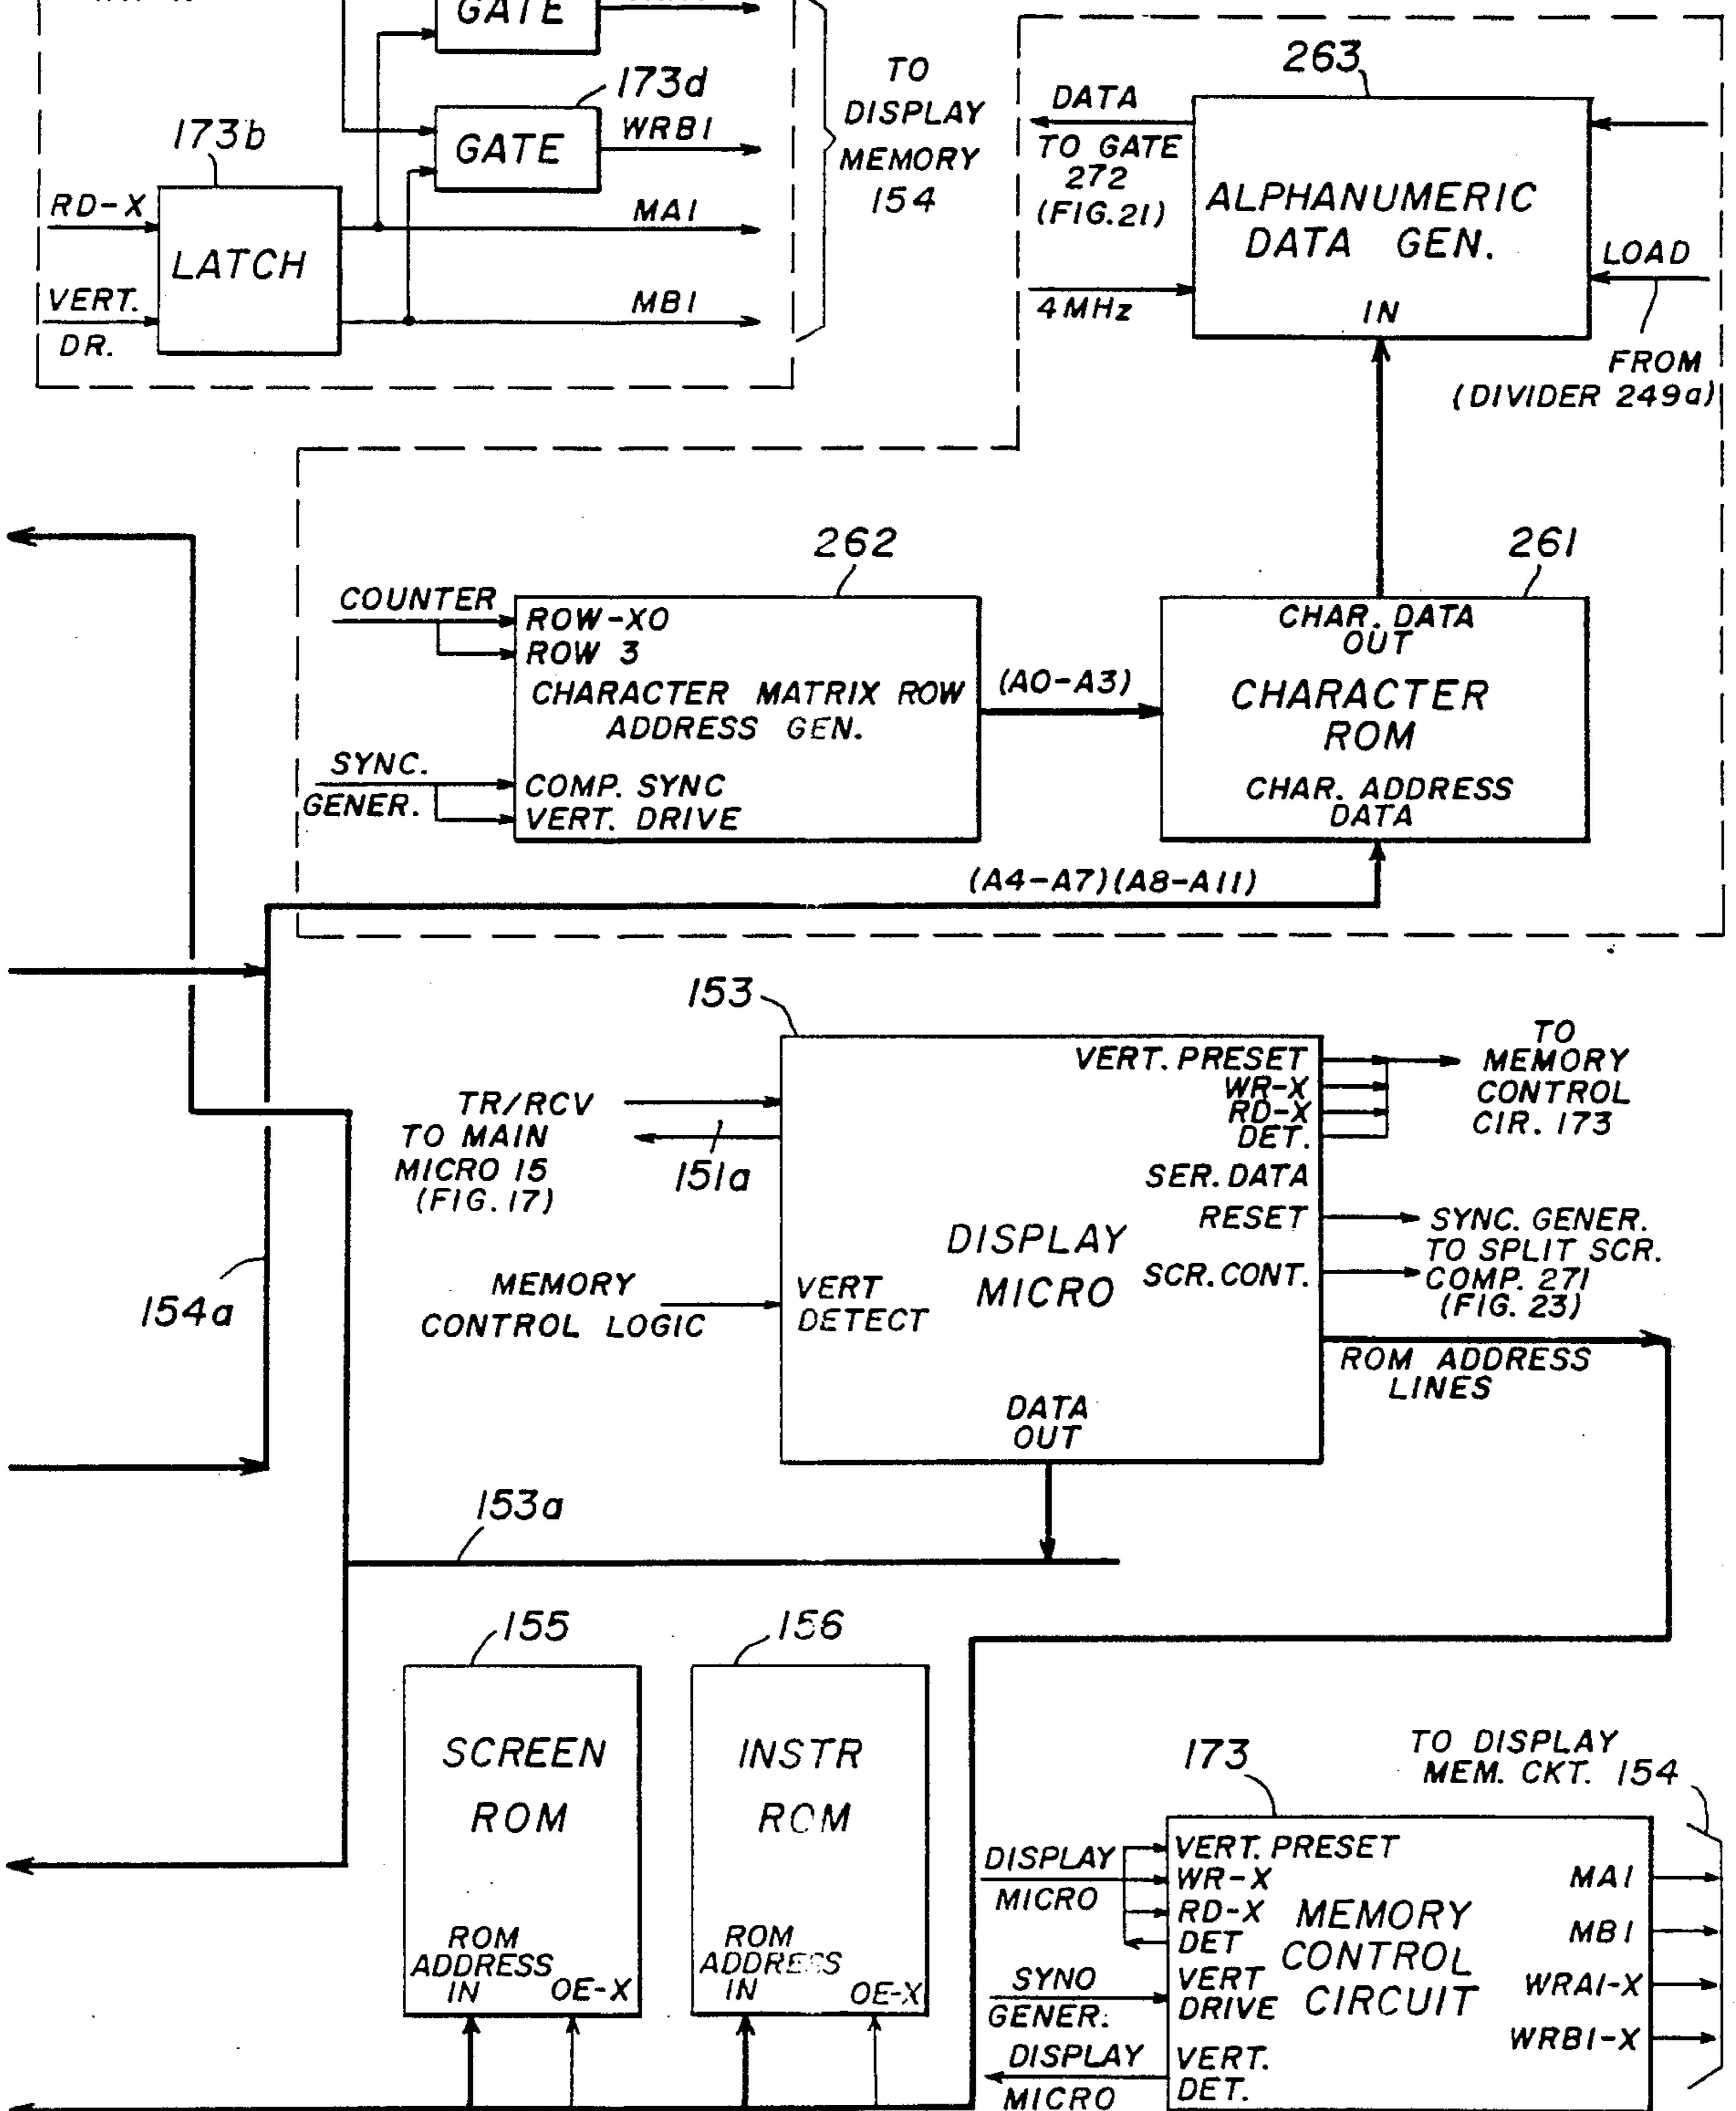 GATE
173d
GATE
WRB1
173b
RD-X
LATCH
VERT.
DR.
MA1
MB1
TO
DISPLAY
MEMORY
154
263
DATA
TO GATE
272
(FIG.21)
ALPHANUMERIC
DATA GEN.
IN
4MHz
LOAD
FROM
(DIVIDER 249a)
262
COUNTER
ROW-X0
ROW 3
CHARACTER MATRIX ROW
ADDRESS GEN.
SYNC.
GENER.
COMP. SYNC
VERT. DRIVE
(A0-A3)
261
CHAR. DATA
OUT
CHARACTER
ROM
CHAR. ADDRESS
DATA
(A4-A7)(A8-A11)
153
TR/RCV
TO MAIN
MICRO 15
(FIG. 17)
151a
MEMORY
CONTROL LOGIC
VERT
DETECT
DISPLAY
MICRO
VERT. PRESET
WR-X
RD-X
DET.
SER. DATA
RESET
SCR. CONT.
DATA
OUT
TO
MEMORY
CONTROL
CIR. 173
SYNC. GENER.
TO SPLIT SCR.
COMP. 271
(FIG. 23)
ROM ADDRESS
LINES
154a
153a
155
SCREEN
ROM
ROM
ADDRESS
IN
OE-X
156
INSTR
ROM
ROM
ADDRESS
IN
OE-X
173
TO DISPLAY
MEM. CKT. 154
DISPLAY
MICRO
VERT. PRESET
WR-X
RD-X
DET
MEMORY
CONTROL
CIRCUIT
SYNO
GENER.
VERT
DRIVE
DISPLAY
MICRO
VERT.
DET.
MA1
MB1
WRA1-X
WRB1-X